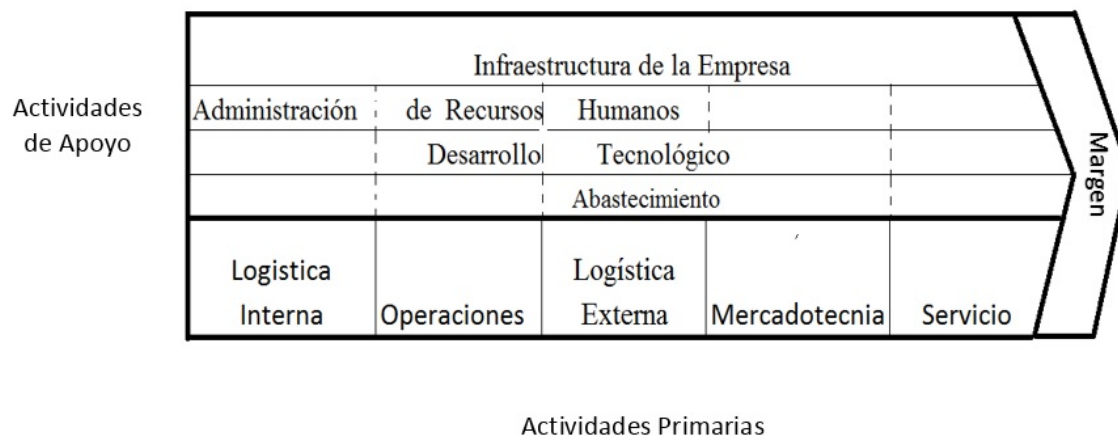 Infraestructura de la Empresa
Actividades
de Apoyo
Administración de Recursos Humanos
Desarrollo Tecnológico
Abastecimiento
Margen
Logistica
Interna
Operaciones
Logística
Externa
Mercadotecnia
Servicio
Actividades Primarias